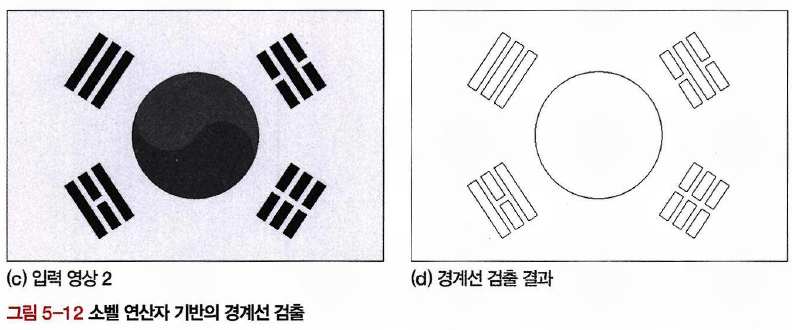 (c) 입력 영상 2
(d) 경계선 검출 결과
그림 5-12 소벨 연산자 기반의 경계선 검출